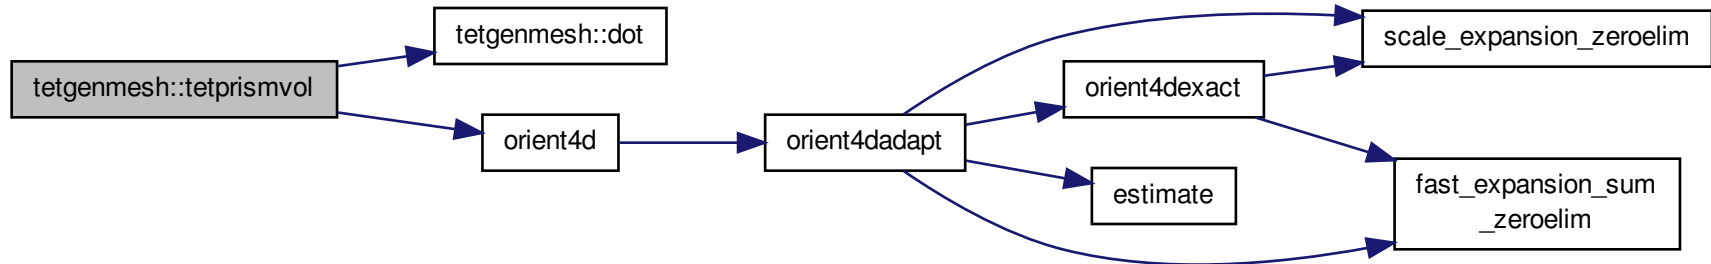 tetgenmesh::tetprismvol
tetgenmesh::dot
orient4d
orient4dadapt
scale_expansion_zeroelim
orient4dexact
estimate
fast_expansion_sum
_zeroelim